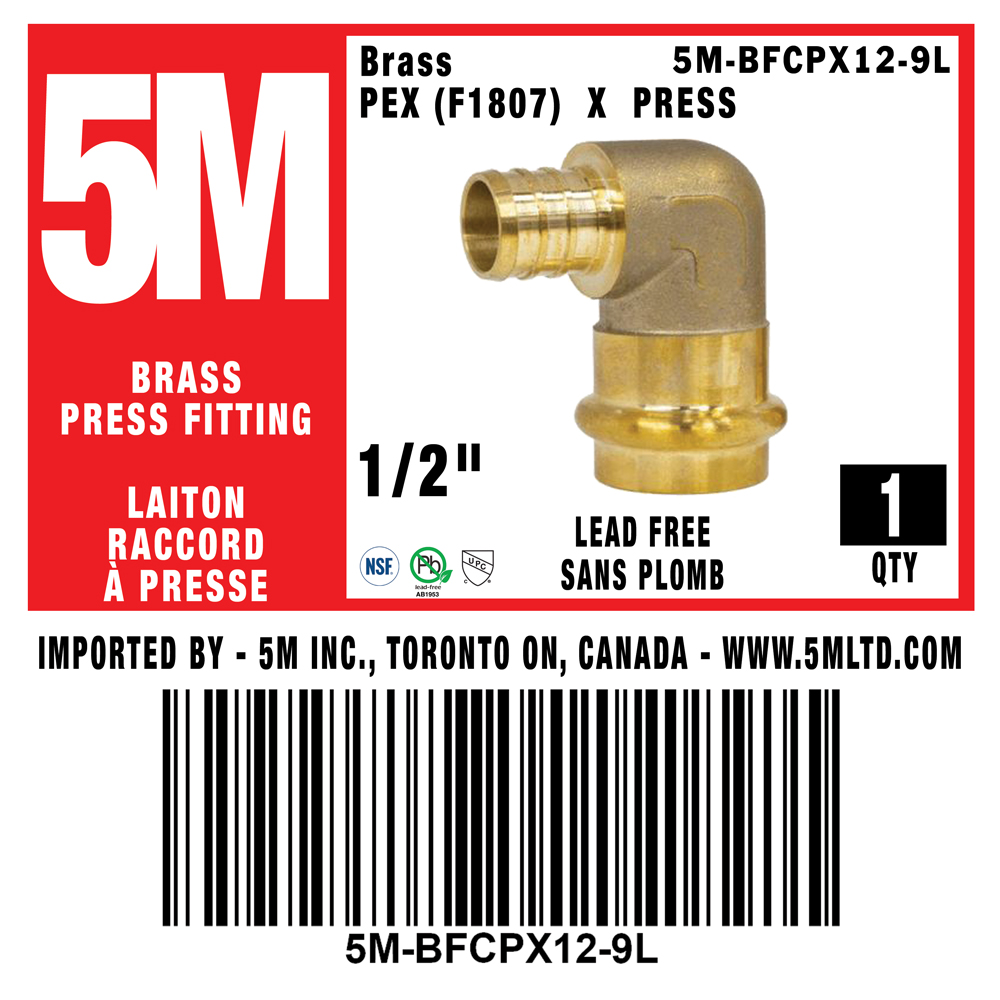 5M
BRASS
PRESS FITTING
LAITON
RACCORD
À PRESSE
Brass
5M-BFCPX12-9L
PEX (F1807) X PRESS
1/2"
NSF
Pb
lead-free
AB1953
UPC
C
®
LEAD FREE
SANS PLOMB
1
QTY
IMPORTED BY - 5M INC., TORONTO ON, CANADA - WWW.5MLTD.COM
5M-BFCPX12-9L